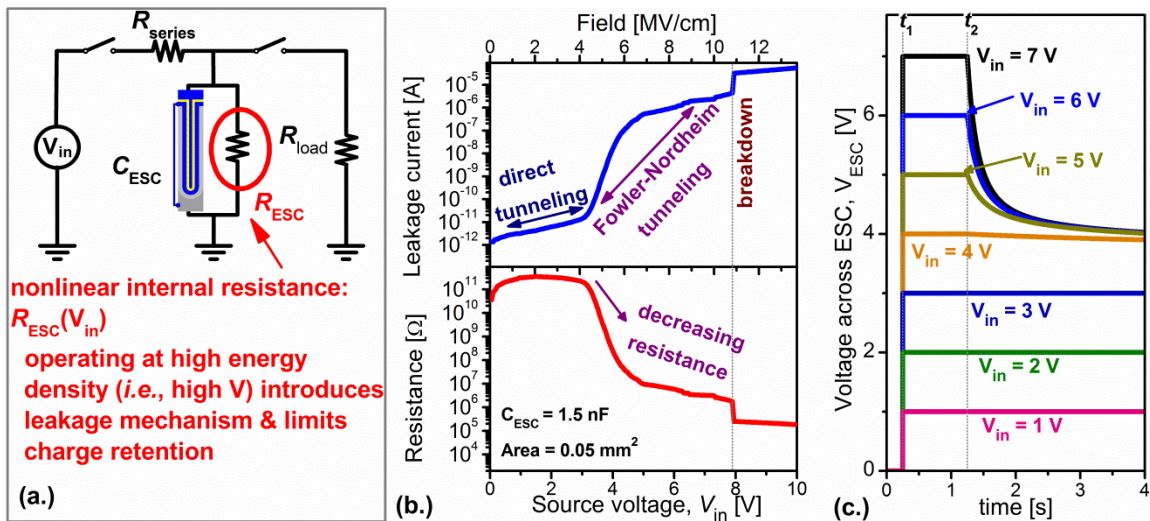 R_series
V_in
C_ESC
R_load
R_ESC
nonlinear internal resistance:
R_ESC(V_in)
operating at high energy
density (i.e., high V) introduces
leakage mechanism & limits
charge retention
(a.)
Field [MV/cm]
0 2 4 6 8 10 12
Leakage current [A]
10^-5
10^-6
10^-7
10^-8
10^-9
10^-10
10^-11
10^-12
direct
tunneling
Fowler-Nordheim
tunneling
breakdown
Resistance [Ω]
10^11
10^10
10^9
10^8
10^7
10^6
10^5
10^4
10^3
10^2
decreasing
resistance
C_ESC = 1.5 nF
Area = 0.05 mm²
0 2 4 6 8 10
Source voltage, V_in [V]
(b.)
t_1 t_2
Voltage across ESC, V_ESC [V]
6
4
2
0
V_in = 7 V
V_in = 6 V
V_in = 5 V
V_in = 4 V
V_in = 3 V
V_in = 2 V
V_in = 1 V
0 1 2 3 4
time [s]
(c.)